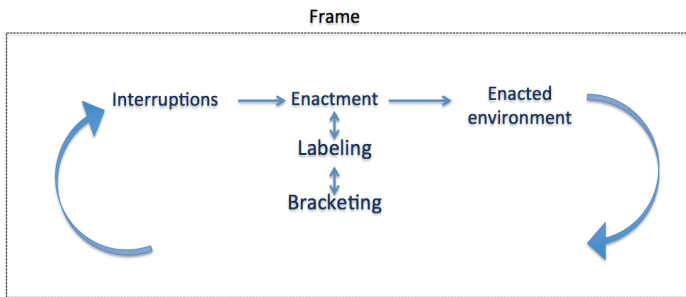 Frame
Interruptions
Enactment
Enacted
environment
Labeling
Bracketing